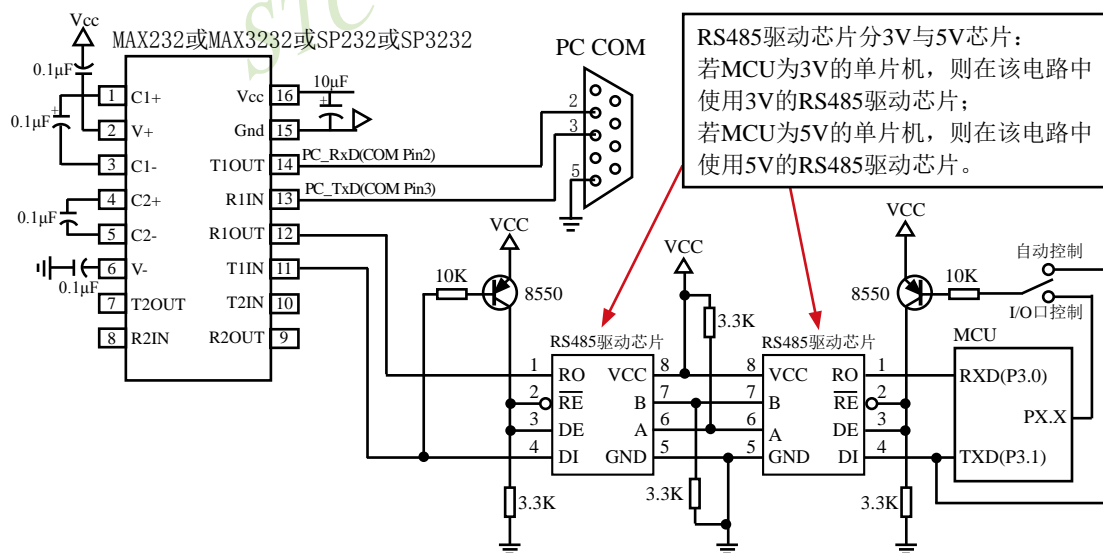 STC
Vcc
MAX232或MAX3232或SP232或SP3232
0.1µF
0.1µF
0.1µF
0.1µF
1 C1+
2 V+
3 C1-
4 C2+
5 C2-
6 V-
7 T2OUT
8 R2IN
Vcc 16
Gnd 15
T1OUT 14
R1IN 13
R1OUT 12
T1IN 11
T2IN 10
R2OUT 9
10µF
+
+
PC_RxD(COM Pin2)
PC_TxD(COM Pin3)
PC COM
2
3
5
RS485驱动芯片分3V与5V芯片：
若MCU为3V的单片机，则在该电路中
使用3V的RS485驱动芯片；
若MCU为5V的单片机，则在该电路中
使用5V的RS485驱动芯片。
VCC
10K
8550
3.3K
RS485驱动芯片
1 RO
2 RE
3 DE
4 DI
VCC 8
B 7
A 6
GND 5
VCC
3.3K
3.3K
RS485驱动芯片
8 VCC
7 B
6 A
5 GND
RO 1
RE 2
DE 3
DI 4
VCC
8550
10K
3.3K
自动控制
I/O口控制
MCU
RXD(P3.0)
PX.X
TXD(P3.1)